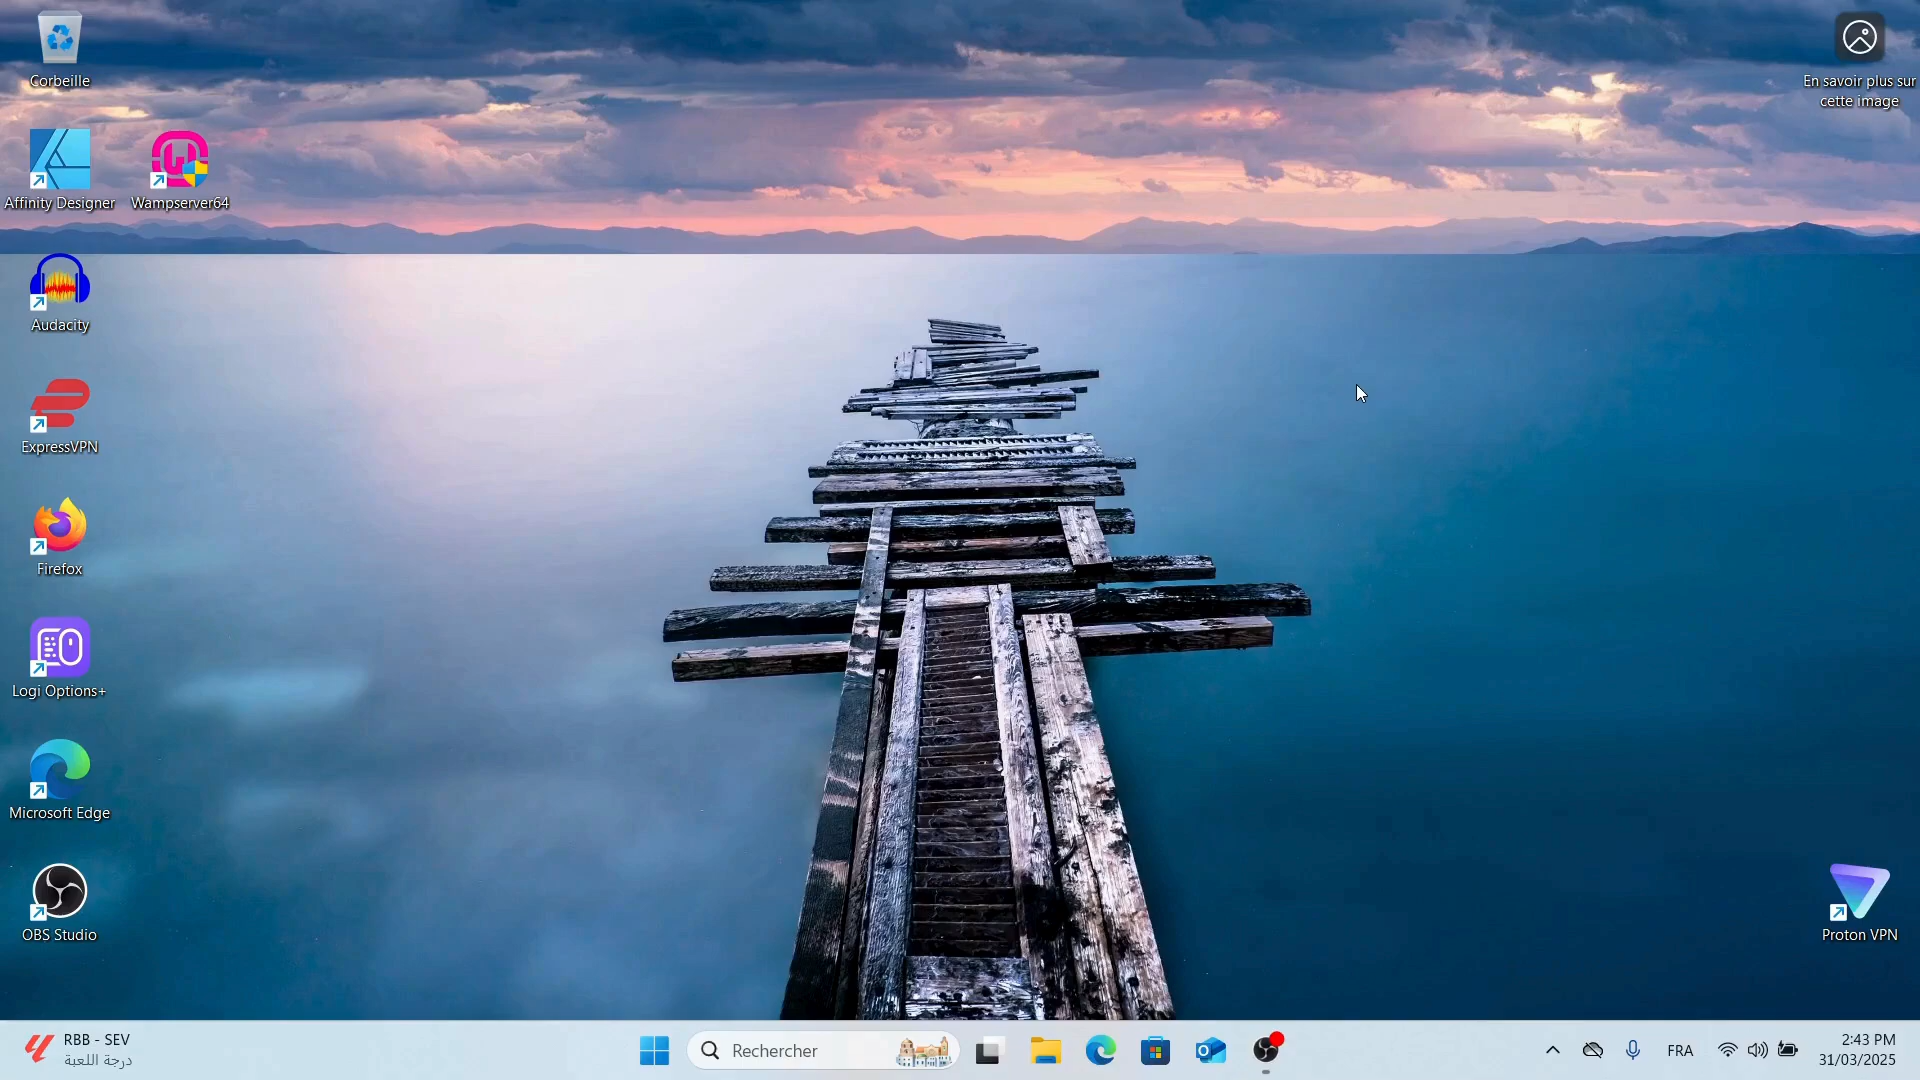 Corbeille
En savoir plus sur
cette image
Affinity Designer
Wampserver64
Audacity
ExpressVPN
Firefox
Logi Options+
Microsoft Edge
OBS Studio
Proton VPN
RBB - SEV
درجة اللعبة
Rechercher
FRA
2:43 PM
31/03/2025